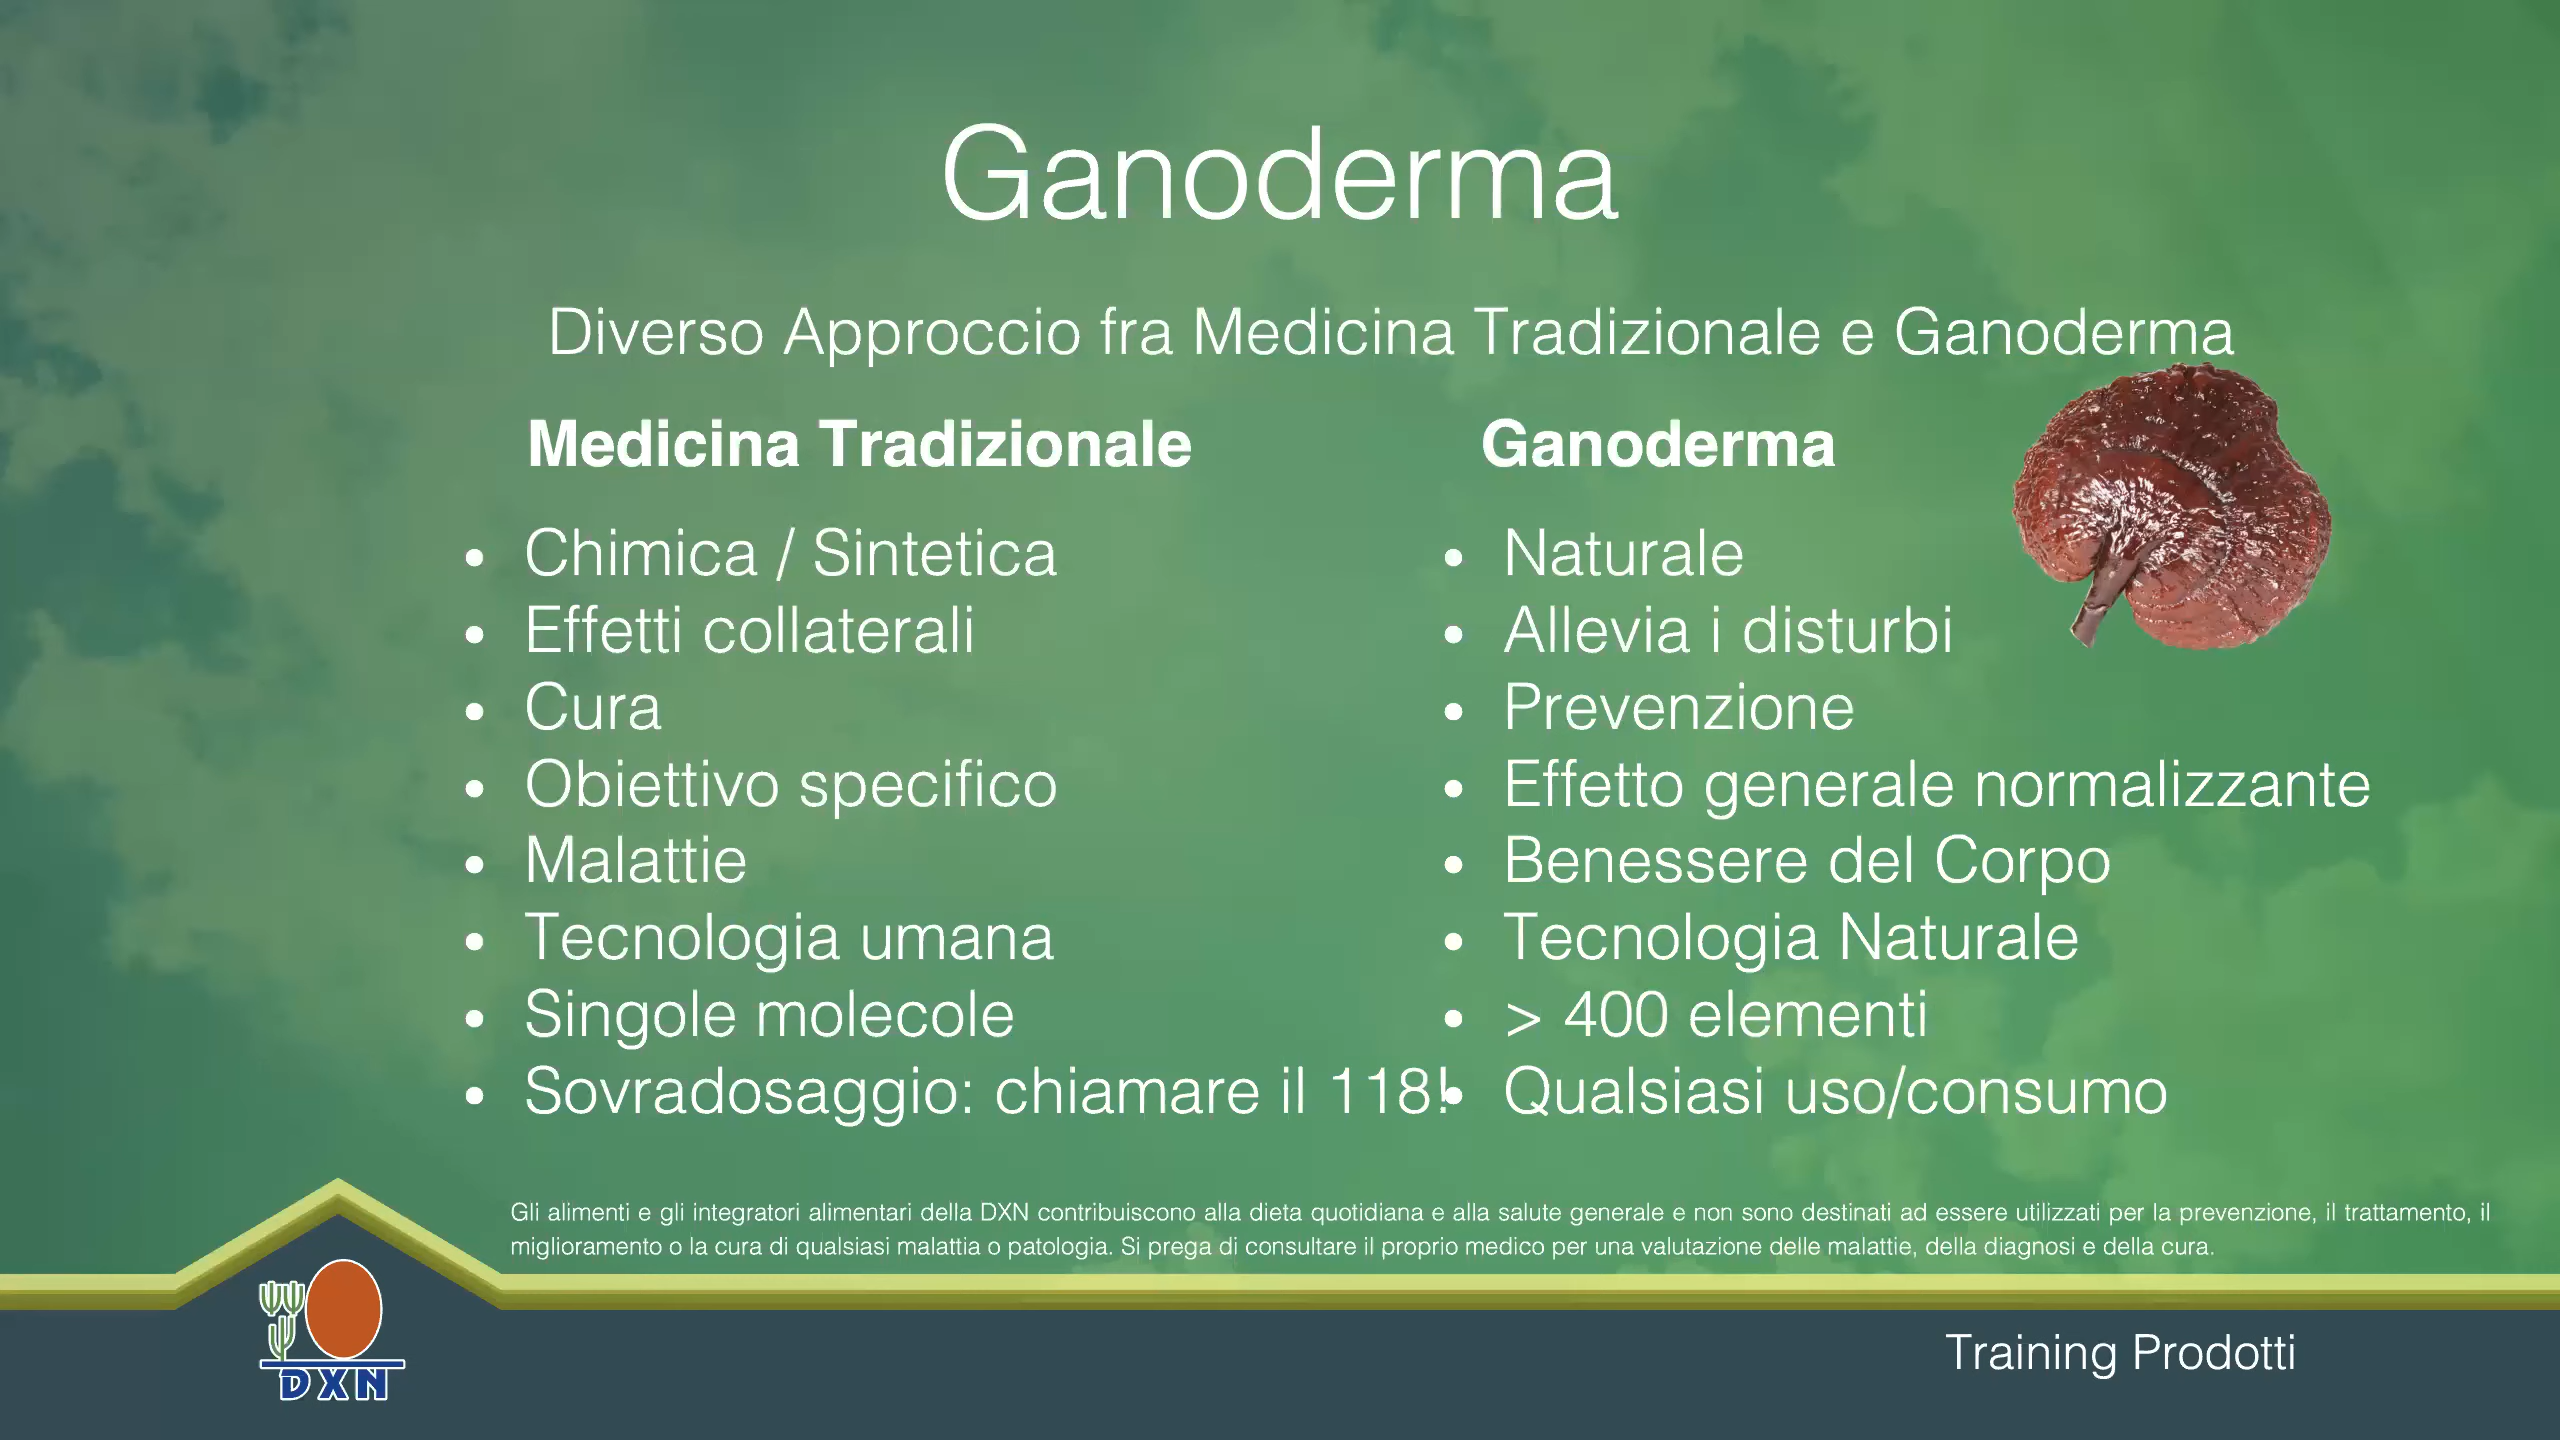 Ganoderma
Diverso Approccio fra Medicina Tradizionale e Ganoderma
Medicina Tradizionale
• Chimica / Sintetica
• Effetti collaterali
• Cura
• Obiettivo specifico
• Malattie
• Tecnologia umana
• Singole molecole
• Sovradosaggio: chiamare il 118!
Ganoderma
• Naturale
• Allevia i disturbi
• Prevenzione
• Effetto generale normalizzante
• Benessere del Corpo
• Tecnologia Naturale
• > 400 elementi
• Qualsiasi uso/consumo
Gli alimenti e gli integratori alimentari della DXN contribuiscono alla dieta quotidiana e alla salute generale e non sono destinati ad essere utilizzati per la prevenzione, il trattamento, il
miglioramento o la cura di qualsiasi malattia o patologia. Si prega di consultare il proprio medico per una valutazione delle malattie, della diagnosi e della cura.
DXN
Training Prodotti